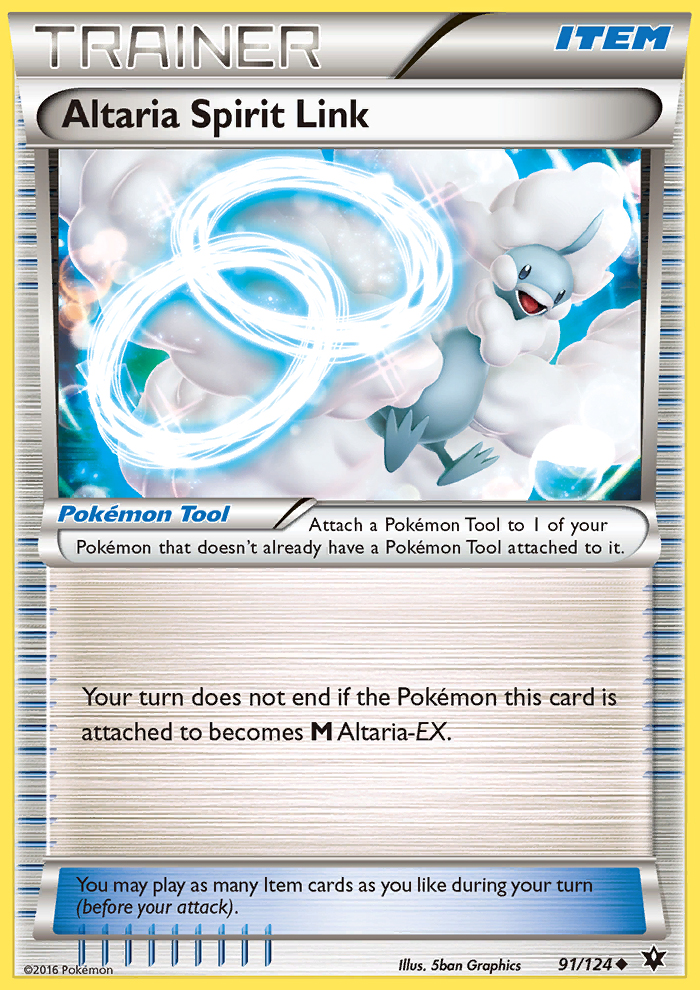 TRAINER
ITEM
Altaria Spirit Link
Pokémon Tool
Attach a Pokémon Tool to 1 of your
Pokémon that doesn't already have a Pokémon Tool attached to it.
Your turn does not end if the Pokémon this card is
attached to becomes M Altaria-EX.
You may play as many Item cards as you like during your turn
(before your attack).
©2016 Pokémon
Illus. 5ban Graphics
91/124